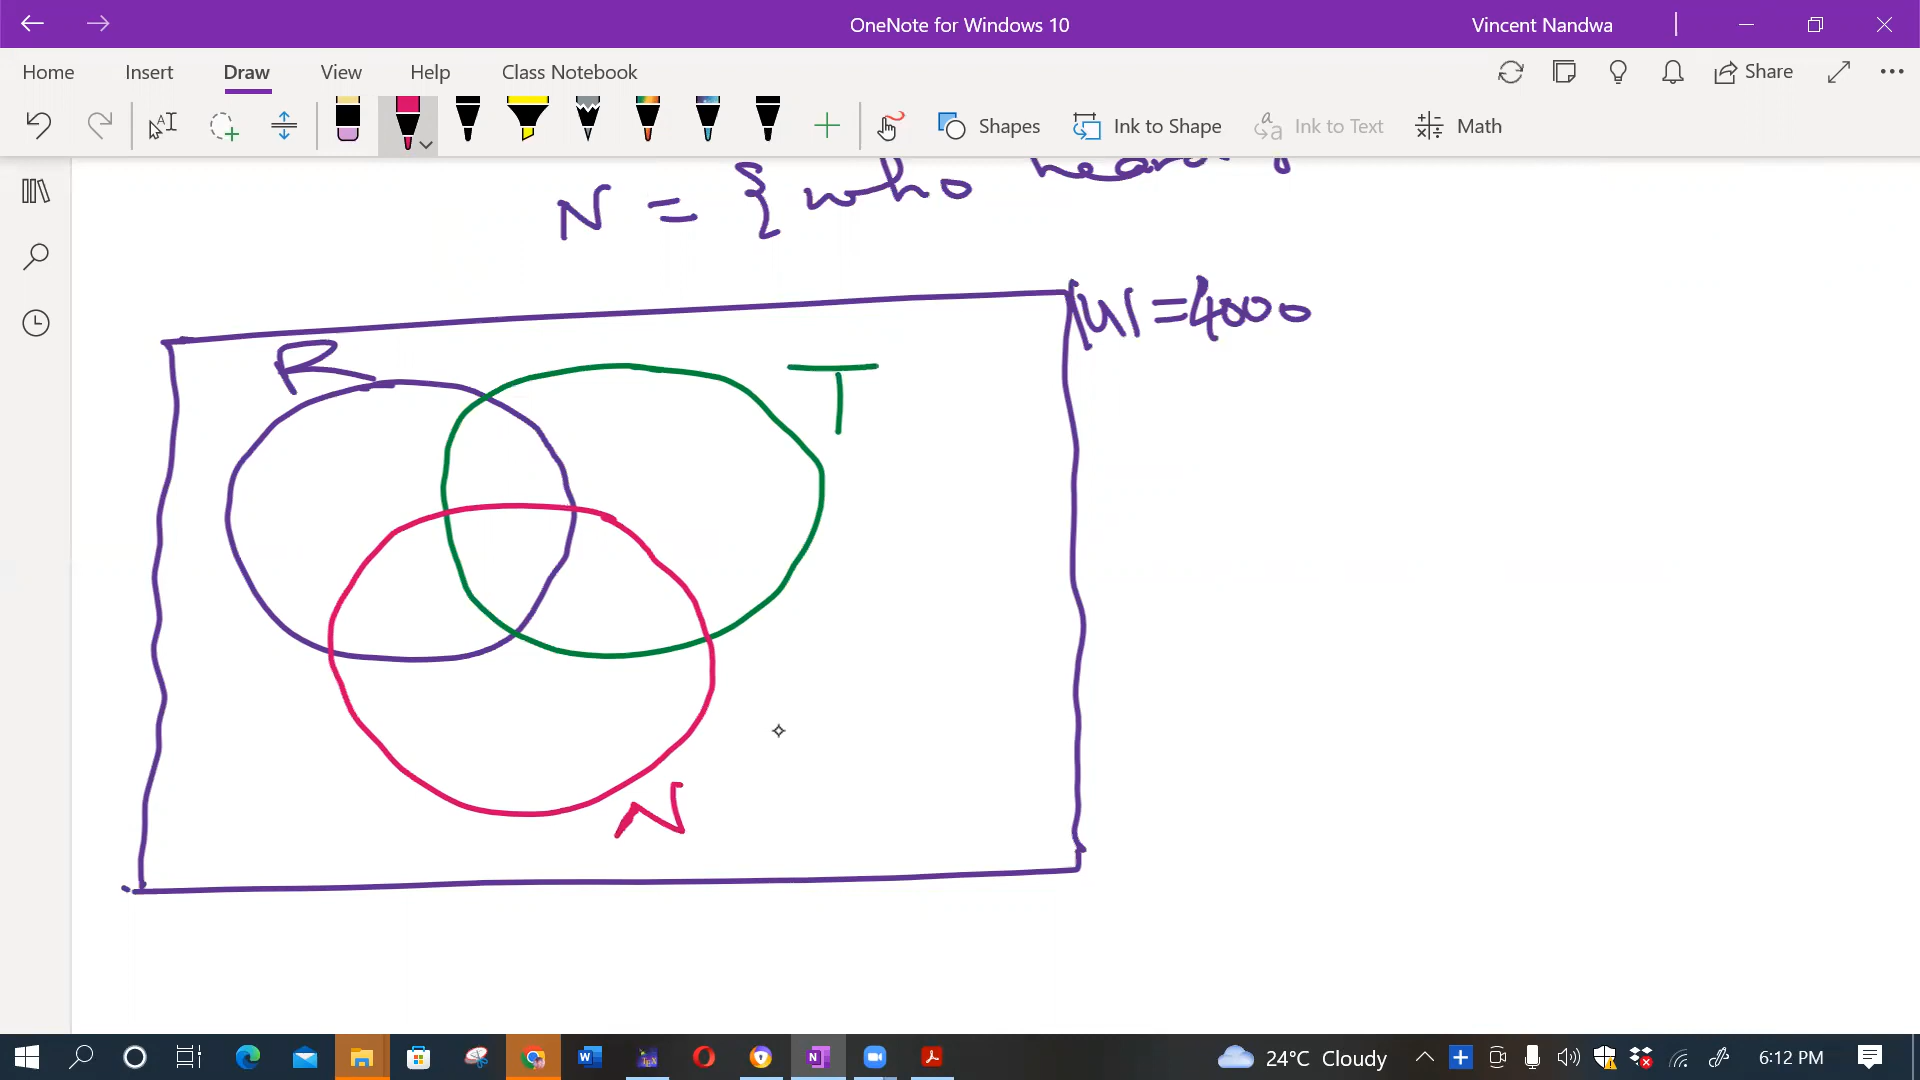 OneNote for Windows 10
Vincent Nandwa
Home Insert Draw View Help Class Notebook
Share
Shapes Ink to Shape Ink to Text Math
N = { who heard
|U| = 4000
R
T
N
24°C Cloudy
6:12 PM